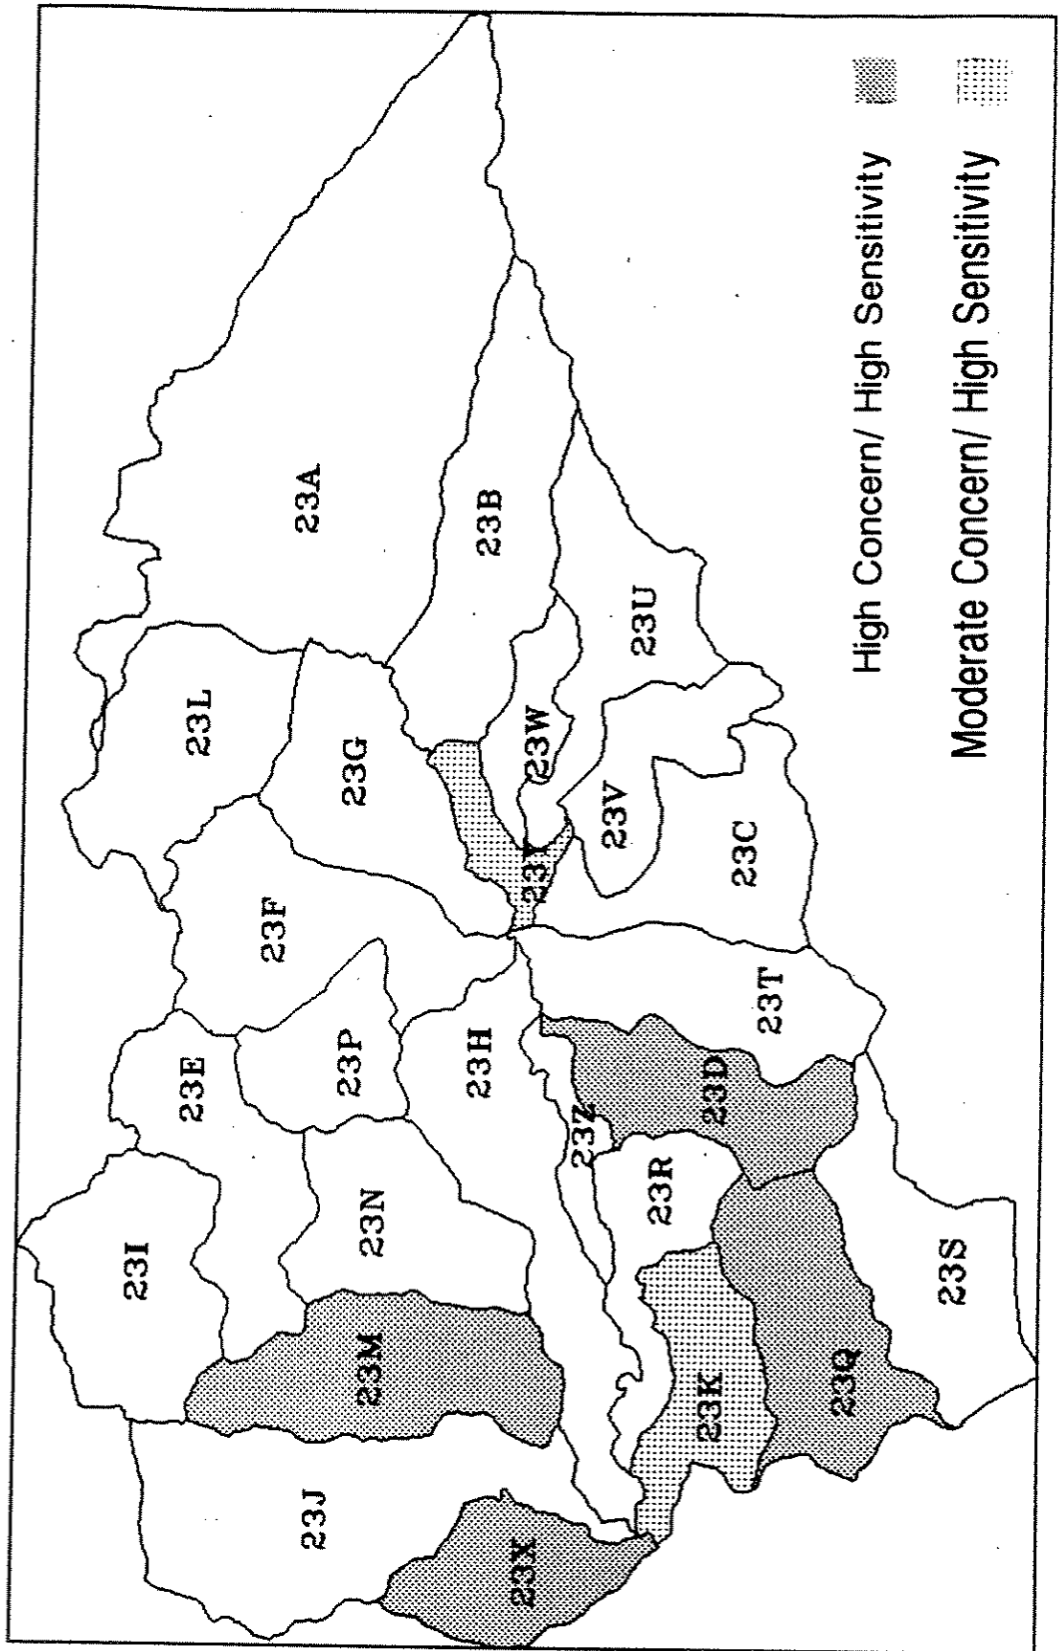 23I
23E
23L
23F
23A
23J
23P
23G
23M
23N
23H
23B
23X
23Y
23W
23Z
23V
23U
23R
23K
23D
23C
23T
23Q
High Concern/ High Sensitivity
23S
Moderate Concern/ High Sensitivity